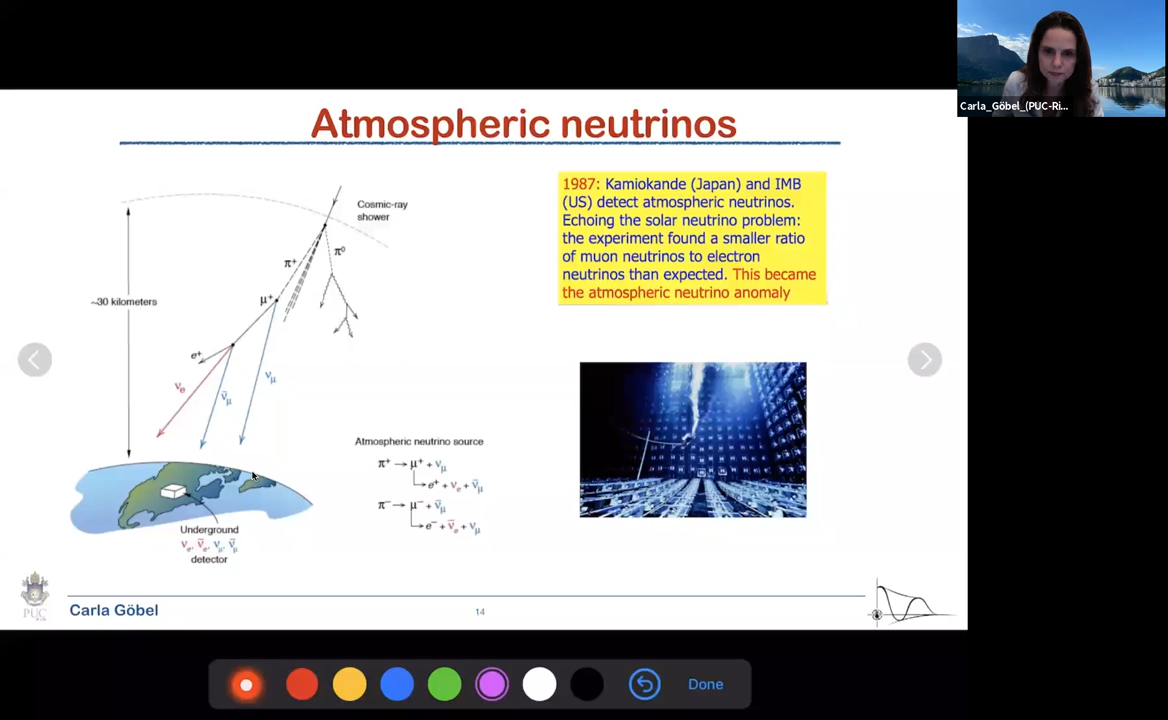 Carla_Göbel_(PUC-Ri...
Atmospheric neutrinos
Cosmic-ray
shower
π⁰
π⁺
~30 kilometers
μ⁺
e⁺
νₑ
ν̄μ
νμ
1987: Kamiokande (Japan) and IMB
(US) detect atmospheric neutrinos.
Echoing the solar neutrino problem:
the experiment found a smaller ratio
of muon neutrinos to electron
neutrinos than expected. This became
the atmospheric neutrino anomaly
Atmospheric neutrino source
π⁺ → μ⁺ + νμ
e⁺ + νₑ + ν̄μ
π⁻ → μ⁻ + ν̄μ
e⁻ + ν̄ₑ + νμ
Underground
νₑ, ν̄ₑ, νμ, ν̄μ
detector
PUC
Carla Göbel
14
Done